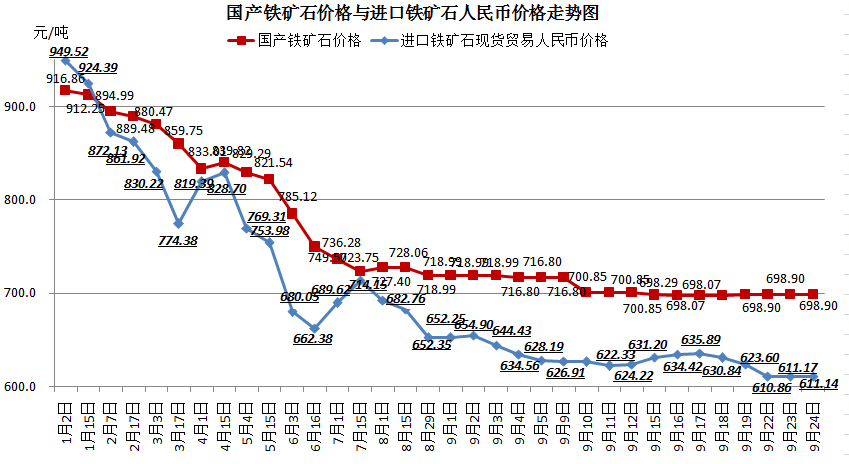 国产铁矿石价格与进口铁矿石人民币价格走势图
元/吨
国产铁矿石价格 进口铁矿石现货贸易人民币价格
949.52
924.39
916.86
912.25
894.99
880.47
900.0
889.48
859.75
872.13
861.92
833.01
839.82
829.29
830.22
821.54
819.39
828.70
800.0
785.12
774.38
769.31
753.98
736.28
749.57
723.75
728.06
718.99
718.99
718.99
716.80
700.0
680.05
689.62
714.15
727.40
718.99
716.80
716.80
700.85
700.85
698.29
698.07
698.90
682.76
700.85
698.07
698.90
698.90
662.38
652.35
652.25
654.90
644.43
634.56
628.19
626.91
622.33
624.22
631.20
634.42
635.89
630.84
623.60
610.86
611.17
611.14
600.0
1月2日
1月15日
2月7日
2月17日
3月3日
3月17日
4月1日
4月15日
5月4日
5月15日
6月3日
6月16日
7月1日
7月15日
8月1日
8月15日
8月29日
9月1日
9月2日
9月3日
9月4日
9月5日
9月9日
9月10日
9月11日
9月12日
9月15日
9月16日
9月17日
9月18日
9月19日
9月22日
9月23日
9月24日